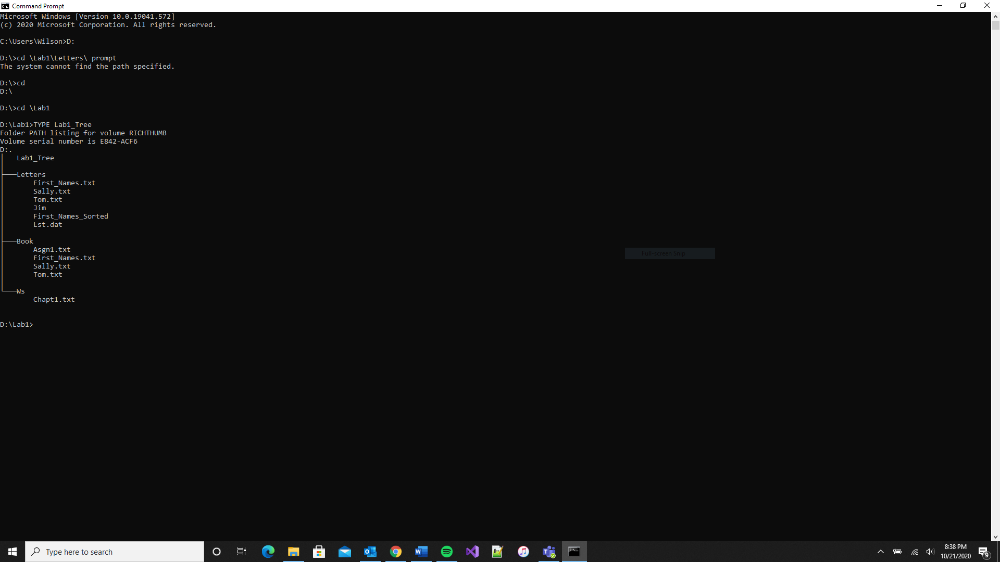 Command Prompt
Microsoft Windows [Version 10.0.19041.572]
(c) 2020 Microsoft Corporation. All rights reserved.
C:\Users\Wilson>D:
D:\>cd \Lab1\Letters\ prompt
The system cannot find the path specified.
D:\>cd
D:\
D:\>cd \Lab1
D:\Lab1>TYPE Lab1_Tree
Folder PATH listing for volume RICHTHUMB
Volume serial number is E842-ACF6
D:.
│   Lab1_Tree
│
├───Letters
│       First_Names.txt
│       Sally.txt
│       Tom.txt
│       Jim
│       First_Names_Sorted
│       Lst.dat
│
├───Book
│       Asgn1.txt
│       First_Names.txt
│       Sally.txt
│       Tom.txt
│
└───Ws
        Chapt1.txt
D:\Lab1>
Full-screen Snip
Type here to search
8:38 PM
10/21/2020
9